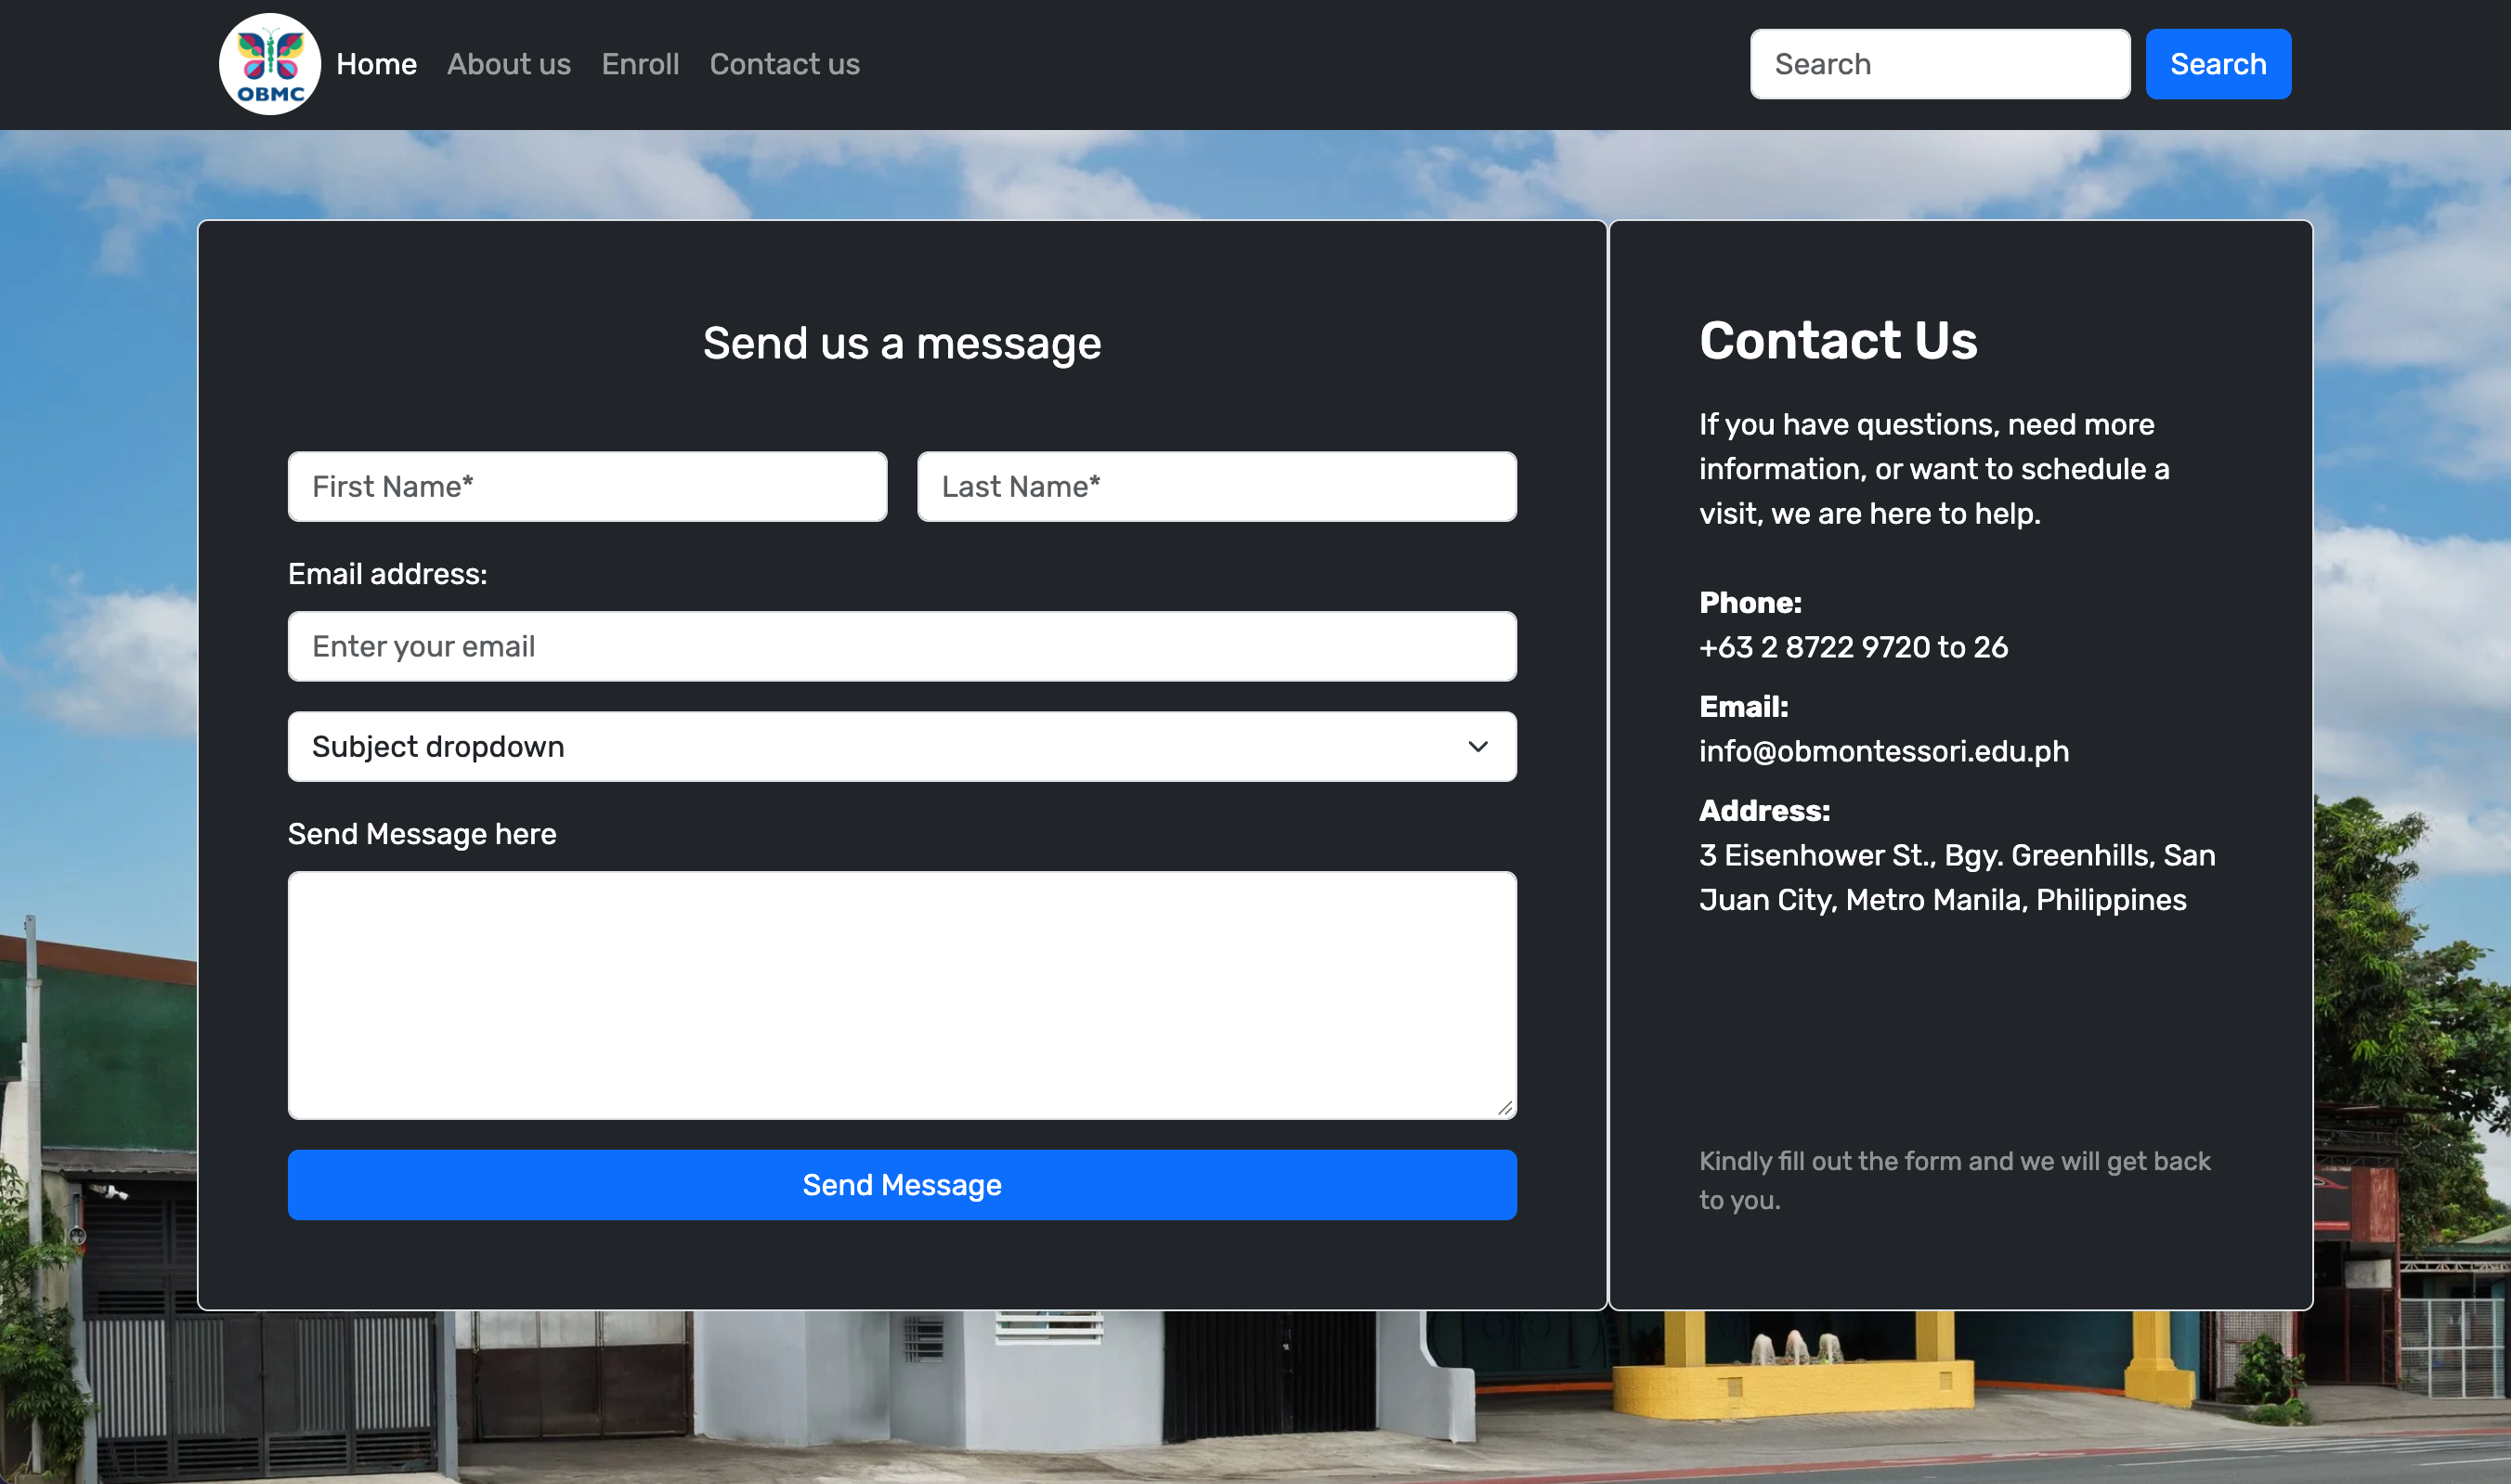 OBMC
Home
About us
Enroll
Contact us
Search
Search
Send us a message
First Name*
Last Name*
Email address:
Enter your email
Subject dropdown
Send Message here
Send Message
Contact Us
If you have questions, need more
information, or want to schedule a
visit, we are here to help.
Phone:
+63 2 8722 9720 to 26
Email:
info@obmontessori.edu.ph
Address:
3 Eisenhower St., Bgy. Greenhills, San
Juan City, Metro Manila, Philippines
Kindly fill out the form and we will get back
to you.